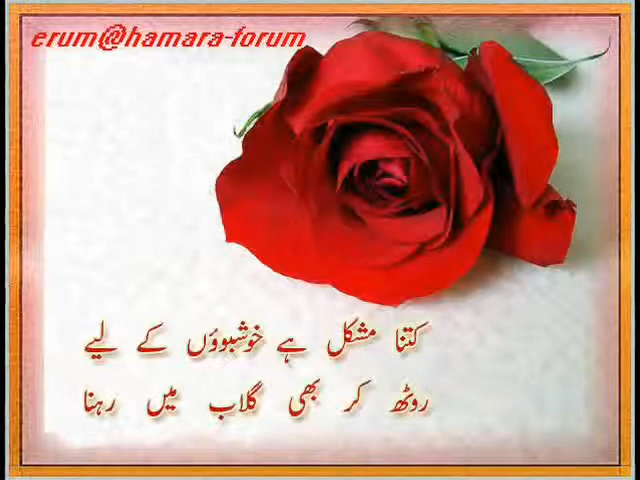 erum@hamara-forum
کتنا مشکل ہے خوشبوؤں کے لیے
روٹھ کر بھی گلاب میں رہنا